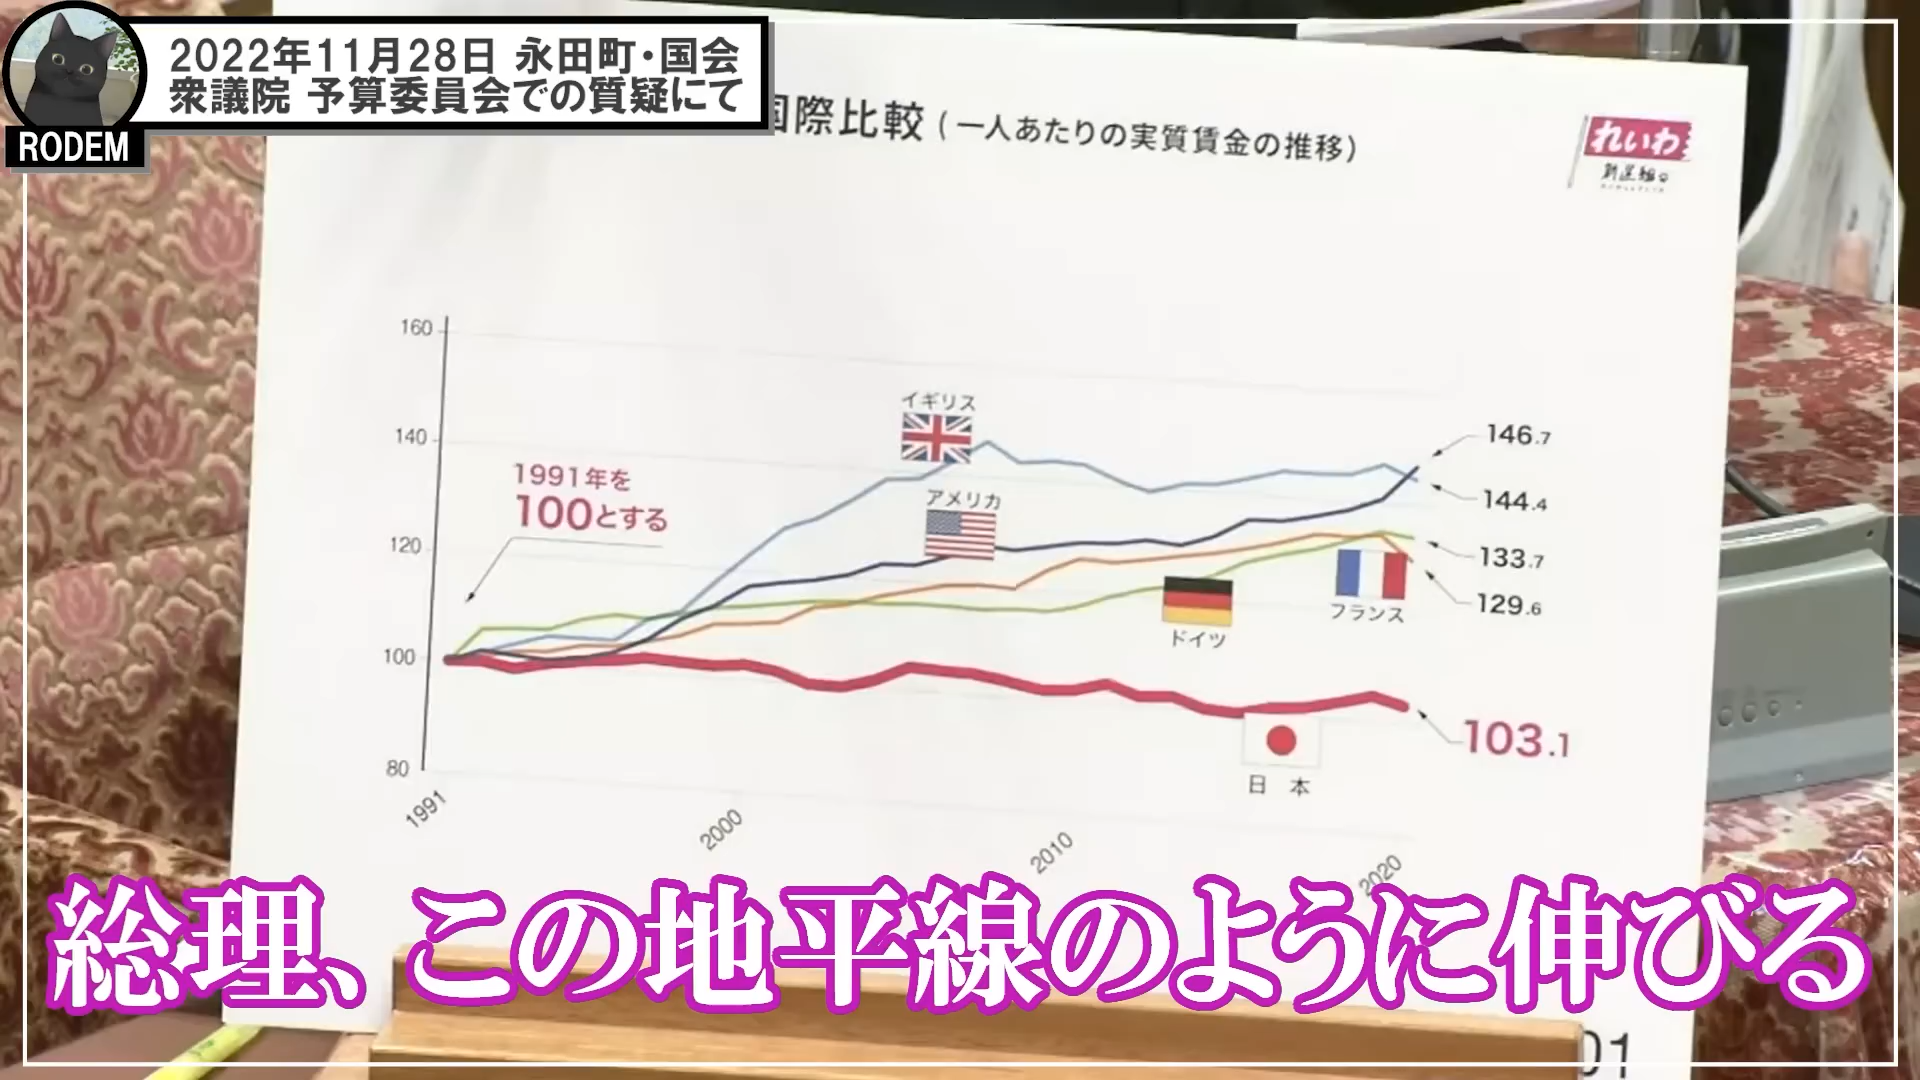 2022年11月28日 永田町・国会
衆議院 予算委員会での質疑にて
RODEM
国際比較(一人あたりの実質賃金の推移)
れいわ
新選組
160
140
120
100
80
1991年を
100とする
イギリス
アメリカ
ドイツ
フランス
日 本
146.7
144.4
133.7
129.6
103.1
1991
2000
2010
2020
総理、この地平線のように伸びる
01